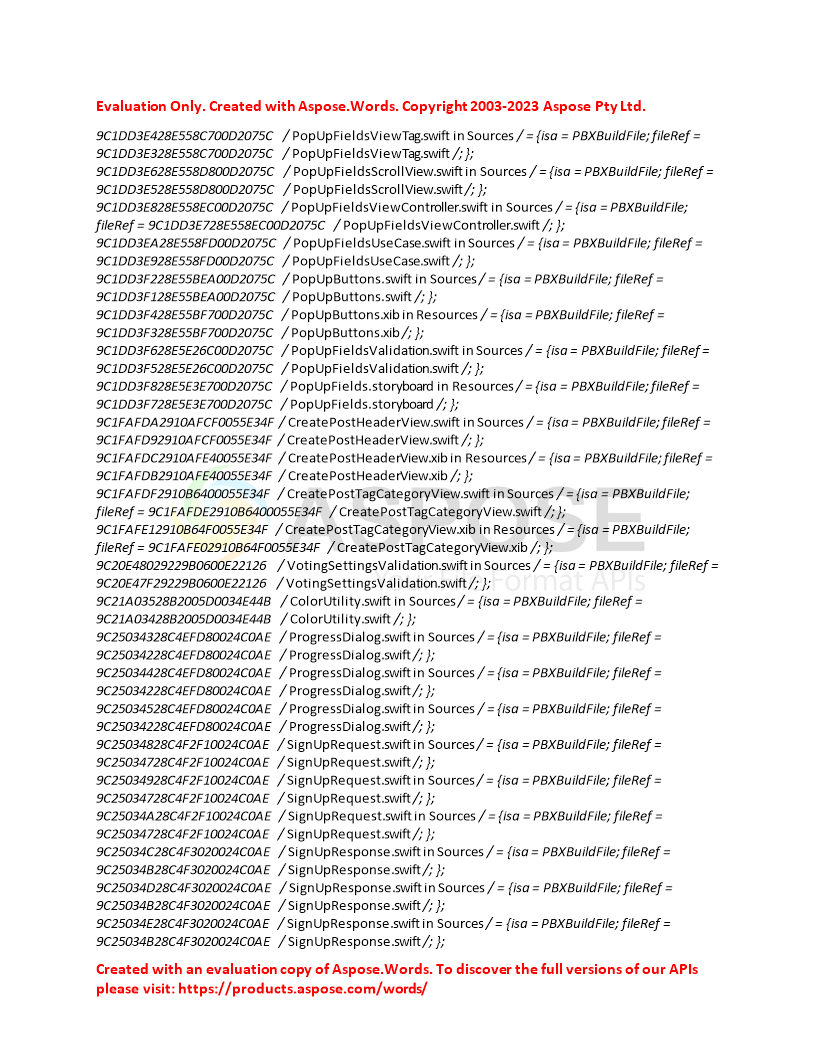 Evaluation Only. Created with Aspose.Words. Copyright 2003-2023 Aspose Pty Ltd.
9C1DD3E428E558C700D2075C / PopUpFieldsViewTag.swift in Sources / = {isa = PBXBuildFile; fileRef =
9C1DD3E328E558C700D2075C / PopUpFieldsViewTag.swift /; };
9C1DD3E628E558D800D2075C / PopUpFieldsScrollView.swift in Sources / = {isa = PBXBuildFile; fileRef =
9C1DD3E528E558D800D2075C / PopUpFieldsScrollView.swift /; };
9C1DD3E828E558EC00D2075C / PopUpFieldsViewController.swift in Sources / = {isa = PBXBuildFile;
fileRef = 9C1DD3E728E558EC00D2075C / PopUpFieldsViewController.swift /; };
9C1DD3EA28E558FD00D2075C / PopUpFieldsUseCase.swift in Sources / = {isa = PBXBuildFile; fileRef =
9C1DD3E928E558FD00D2075C / PopUpFieldsUseCase.swift /; };
9C1DD3F228E55BEA00D2075C / PopUpButtons.swift in Sources / = {isa = PBXBuildFile; fileRef =
9C1DD3F128E55BEA00D2075C / PopUpButtons.swift /; };
9C1DD3F428E55BF700D2075C / PopUpButtons.xib in Resources / = {isa = PBXBuildFile; fileRef =
9C1DD3F328E55BF700D2075C / PopUpButtons.xib /; };
9C1DD3F628E5E26C00D2075C / PopUpFieldsValidation.swift in Sources / = {isa = PBXBuildFile; fileRef =
9C1DD3F528E5E26C00D2075C / PopUpFieldsValidation.swift /; };
9C1DD3F828E5E3E700D2075C / PopUpFields.storyboard in Resources / = {isa = PBXBuildFile; fileRef =
9C1DD3F728E5E3E700D2075C / PopUpFields.storyboard /; };
9C1FAFDA2910AFCF0055E34F / CreatePostHeaderView.swift in Sources / = {isa = PBXBuildFile; fileRef =
9C1FAFD92910AFCF0055E34F / CreatePostHeaderView.swift /; };
9C1FAFDC2910AFE40055E34F / CreatePostHeaderView.xib in Resources / = {isa = PBXBuildFile; fileRef =
9C1FAFDB2910AFE40055E34F / CreatePostHeaderView.xib /; };
9C1FAFDF2910B6400055E34F / CreatePostTagCategoryView.swift in Sources / = {isa = PBXBuildFile;
fileRef = 9C1FAFDE2910B6400055E34F / CreatePostTagCategoryView.swift /; };
9C1FAFE12910B64F0055E34F / CreatePostTagCategoryView.xib in Resources / = {isa = PBXBuildFile;
fileRef = 9C1FAFE02910B64F0055E34F / CreatePostTagCategoryView.xib /; };
9C20E48029229B0600E22126 / VotingSettingsValidation.swift in Sources / = {isa = PBXBuildFile; fileRef =
9C20E47F29229B0600E22126 / VotingSettingsValidation.swift /; };
9C21A03528B2005D0034E44B / ColorUtility.swift in Sources / = {isa = PBXBuildFile; fileRef =
9C21A03428B2005D0034E44B / ColorUtility.swift /; };
9C25034328C4EFD80024C0AE / ProgressDialog.swift in Sources / = {isa = PBXBuildFile; fileRef =
9C25034228C4EFD80024C0AE / ProgressDialog.swift /; };
9C25034428C4EFD80024C0AE / ProgressDialog.swift in Sources / = {isa = PBXBuildFile; fileRef =
9C25034228C4EFD80024C0AE / ProgressDialog.swift /; };
9C25034528C4EFD80024C0AE / ProgressDialog.swift in Sources / = {isa = PBXBuildFile; fileRef =
9C25034228C4EFD80024C0AE / ProgressDialog.swift /; };
9C25034828C4F2F10024C0AE / SignUpRequest.swift in Sources / = {isa = PBXBuildFile; fileRef =
9C25034728C4F2F10024C0AE / SignUpRequest.swift /; };
9C25034928C4F2F10024C0AE / SignUpRequest.swift in Sources / = {isa = PBXBuildFile; fileRef =
9C25034728C4F2F10024C0AE / SignUpRequest.swift /; };
9C25034A28C4F2F10024C0AE / SignUpRequest.swift in Sources / = {isa = PBXBuildFile; fileRef =
9C25034728C4F2F10024C0AE / SignUpRequest.swift /; };
9C25034C28C4F3020024C0AE / SignUpResponse.swift in Sources / = {isa = PBXBuildFile; fileRef =
9C25034B28C4F3020024C0AE / SignUpResponse.swift /; };
9C25034D28C4F3020024C0AE / SignUpResponse.swift in Sources / = {isa = PBXBuildFile; fileRef =
9C25034B28C4F3020024C0AE / SignUpResponse.swift /; };
9C25034E28C4F3020024C0AE / SignUpResponse.swift in Sources / = {isa = PBXBuildFile; fileRef =
9C25034B28C4F3020024C0AE / SignUpResponse.swift /; };
Created with an evaluation copy of Aspose.Words. To discover the full versions of our APIs
please visit: https://products.aspose.com/words/
ASPOSE
Format APIs